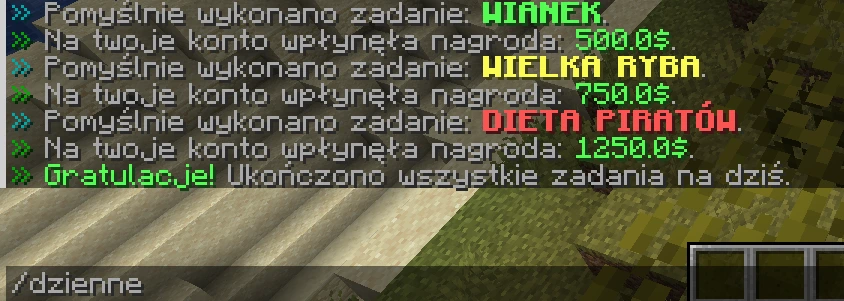 » Pomyślnie wykonano zadanie: WIANEK.
» Na twoje konto wpłynęła nagroda: 500.0$.
» Pomyślnie wykonano zadanie: WIELKA RYBA.
» Na twoje konto wpłynęła nagroda: 750.0$.
» Pomyślnie wykonano zadanie: DIETA PIRATÓW.
» Na twoje konto wpłynęła nagroda: 1250.0$.
» Gratulacje! Ukończono wszystkie zadania na dziś.
/dzienne